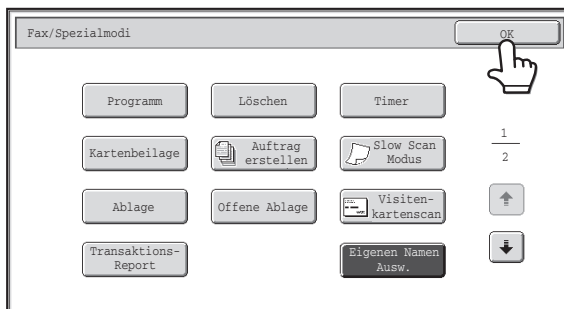 Fax/Spezialmodi
OK
Programm
Löschen
Timer
Kartenbeilage
Auftrag
erstellen
Slow Scan
Modus
1
2
Ablage
Offene Ablage
Visiten-
kartenscan
Transaktions-
Report
Eigenen Namen
Ausw.